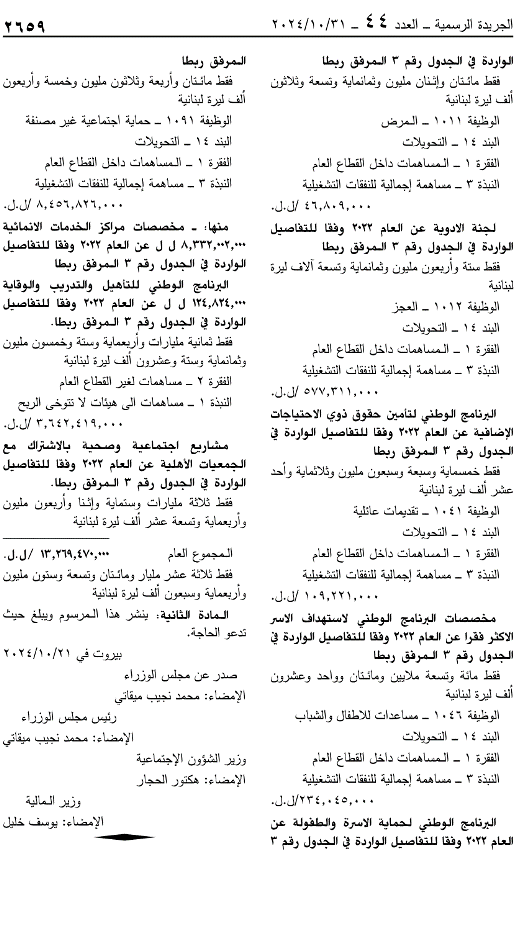 الجريدة الرسمية – العدد ٤٤ – ٢٠٢٤/١٠/٣١
٢٦٥٩
الواردة في الجدول رقم ٣ المرفق ربطا
فقط مائتان وإثنان مليون وثمانماية وتسعة وثلاثون
ألف ليرة لبنانية
الوظيفة ١٠١١ – المرض
البند ١٤ – التحويلات
الفقرة ١ – المساهمات داخل القطاع العام
النبذة ٣ – مساهمة إجمالية للنفقات التشغيلية
٤٦,٨٠٩,٠٠٠ /ل.ل.
لجنة الادوية عن العام ٢٠٢٢ وفقا للتفاصيل
الواردة في الجدول رقم ٣ المرفق ربطا
فقط ستة وأربعون مليون وثمانماية وتسعة آلاف ليرة
لبنانية
الوظيفة ١٠١٢ – العجز
البند ١٤ – التحويلات
الفقرة ١ – المساهمات داخل القطاع العام
النبذة ٣ – مساهمة إجمالية للنفقات التشغيلية
٥٧٧,٣١١,٠٠٠ /ل.ل.
البرنامج الوطني لتامين حقوق ذوي الاحتياجات
الإضافية عن العام ٢٠٢٢ وفقا للتفاصيل الواردة في
الجدول رقم ٣ المرفق ربطا
فقط خمسماية وسبعة وسبعون مليون وثلاثماية وأحد
عشر ألف ليرة لبنانية
الوظيفة ١٠٤١ – تقديمات عائلية
البند ١٤ – التحويلات
الفقرة ١ – المساهمات داخل القطاع العام
النبذة ٣ – مساهمة إجمالية للنفقات التشغيلية
١٠٩,٢٢١,٠٠٠ /ل.ل.
مخصصات البرنامج الوطني لاستهداف الاسر
الاكثر فقرا عن العام ٢٠٢٢ وفقا للتفاصيل الواردة في
الجدول رقم ٣ المرفق ربطا
فقط مائة وتسعة ملايين ومائتان وواحد وعشرون
ألف ليرة لبنانية
الوظيفة ١٠٤٦ – مساعدات للاطفال والشباب
البند ١٤ – التحويلات
الفقرة ١ – المساهمات داخل القطاع العام
النبذة ٣ – مساهمة إجمالية للنفقات التشغيلية
٢٣٤,٠٤٥,٠٠٠/ل.ل.
البرنامج الوطني لحماية الاسرة والطفولة عن
العام ٢٠٢٢ وفقا للتفاصيل الواردة في الجدول رقم ٣
المرفق ربطا
فقط مائتان وأربعة وثلاثون مليون وخمسة وأربعون
ألف ليرة لبنانية
الوظيفة ١٠٩١ – حماية اجتماعية غير مصنفة
البند ١٤ – التحويلات
الفقرة ١ – المساهمات داخل القطاع العام
النبذة ٣ – مساهمة إجمالية للنفقات التشغيلية
٨,٤٥٦,٨٢٦,٠٠٠ /ل.ل.
منها: – مخصصات مراكز الخدمات الانمائية
٨,٣٣٢,٠٠٢,٠٠٠ ل ل عن العام ٢٠٢٢ وفقا للتفاصيل
الواردة في الجدول رقم ٣ المرفق ربطا
البرنامج الوطني للتأهيل والتدريب والوقاية
١٢٤,٨٢٤,٠٠٠ ل ل عن العام ٢٠٢٢ وفقا للتفاصيل
الواردة في الجدول رقم ٣ المرفق ربطا.
فقط ثمانية مليارات وأربعماية وستة وخمسون مليون
وثمانماية وستة وعشرون ألف ليرة لبنانية
الفقرة ٢ – مساهمات لغير القطاع العام
النبذة ١ – مساهمات الى هيئات لا تتوخى الربح
٣,٦٤٢,٤١٩,٠٠٠ /ل.ل.
مشاريع اجتماعية وصحية بالاشتراك مع
الجمعيات الأهلية عن العام ٢٠٢٢ وفقا للتفاصيل
الواردة في الجدول رقم ٣ المرفق ربطا.
فقط ثلاثة مليارات وستماية وإثنا وأربعون مليون
وأربعماية وتسعة عشر ألف ليرة لبنانية
المجموع العام ١٣,٢٦٩,٤٧٠,٠٠٠ /ل.ل.
فقط ثلاثة عشر مليار ومائتان وتسعة وستون مليون
وأربعماية وسبعون ألف ليرة لبنانية
المادة الثانية: ينشر هذا المرسوم ويبلغ حيث
تدعو الحاجة.
بيروت في ٢٠٢٤/١٠/٢١
صدر عن مجلس الوزراء
الإمضاء: محمد نجيب ميقاتي
رئيس مجلس الوزراء
الإمضاء: محمد نجيب ميقاتي
وزير الشؤون الإجتماعية
الإمضاء: هكتور الحجار
وزير المالية
الإمضاء: يوسف خليل